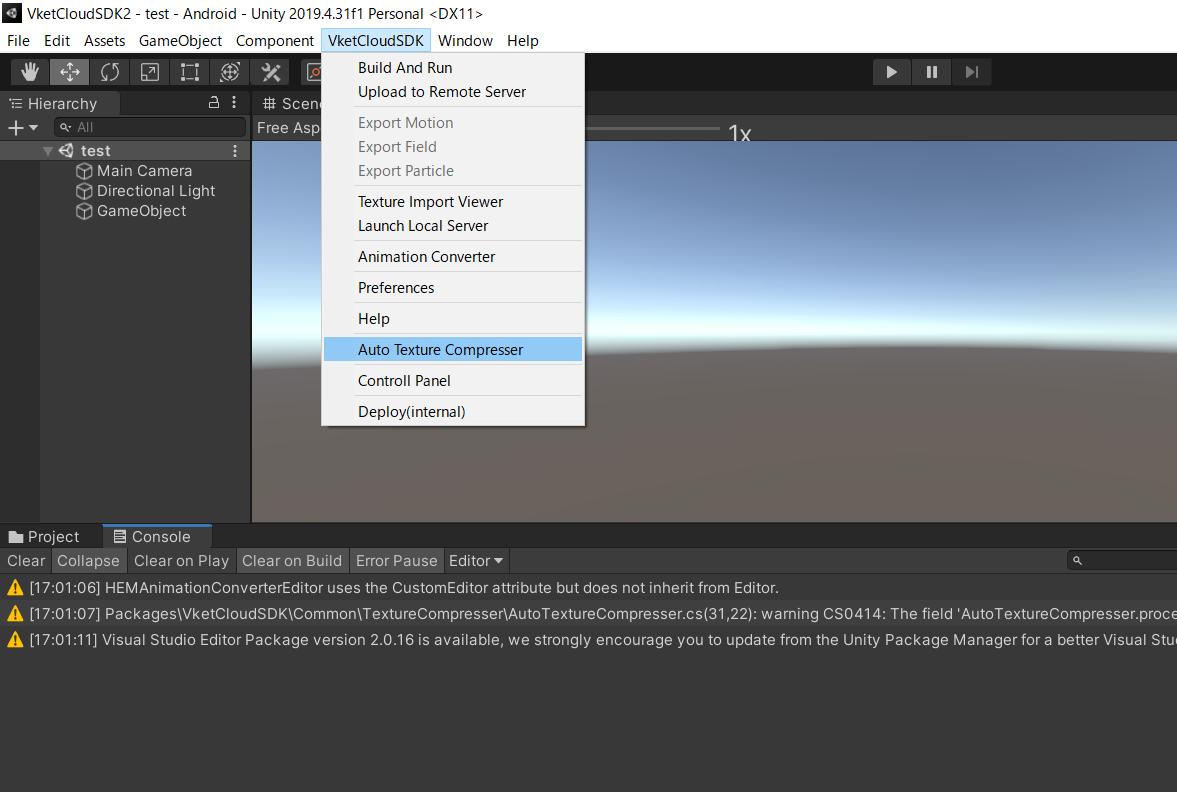 VketCloudSDK2 - test - Android - Unity 2019.4.31f1 Personal <DX11>
File Edit Assets GameObject Component VketCloudSDK Window Help
Build And Run
Upload to Remote Server
Export Motion
Export Field
Export Particle
Texture Import Viewer
Launch Local Server
Animation Converter
Preferences
Help
Auto Texture Compresser
Controll Panel
Deploy(internal)
Hierarchy
All
test
Main Camera
Directional Light
GameObject
Scen
Free Asp
1x
Project Console
Clear Collapse Clear on Play Clear on Build Error Pause Editor
[17:01:06] HEMAnimationConverterEditor uses the CustomEditor attribute but does not inherit from Editor.
[17:01:07] Packages\VketCloudSDK\Common\TextureCompresser\AutoTextureCompresser.cs(31,22): warning CS0414: The field 'AutoTextureCompresser.proce
[17:01:11] Visual Studio Editor Package version 2.0.16 is available, we strongly encourage you to update from the Unity Package Manager for a better Visual Stu